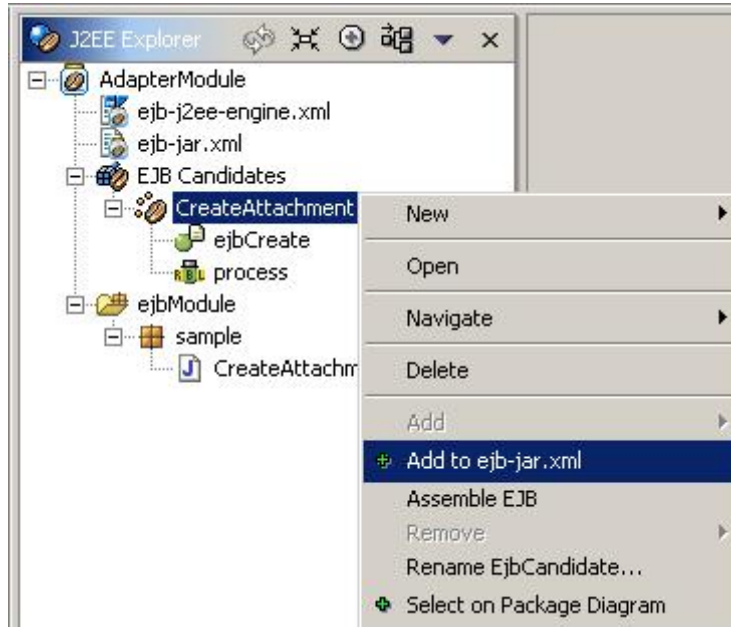 J2EE Explorer
AdapterModule
ejb-j2ee-engine.xml
ejb-jar.xml
EJB Candidates
CreateAttachment
ejbCreate
process
ejbModule
sample
CreateAttachm
New
Open
Navigate
Delete
Add
Add to ejb-jar.xml
Assemble EJB
Remove
Rename EjbCandidate...
Select on Package Diagram